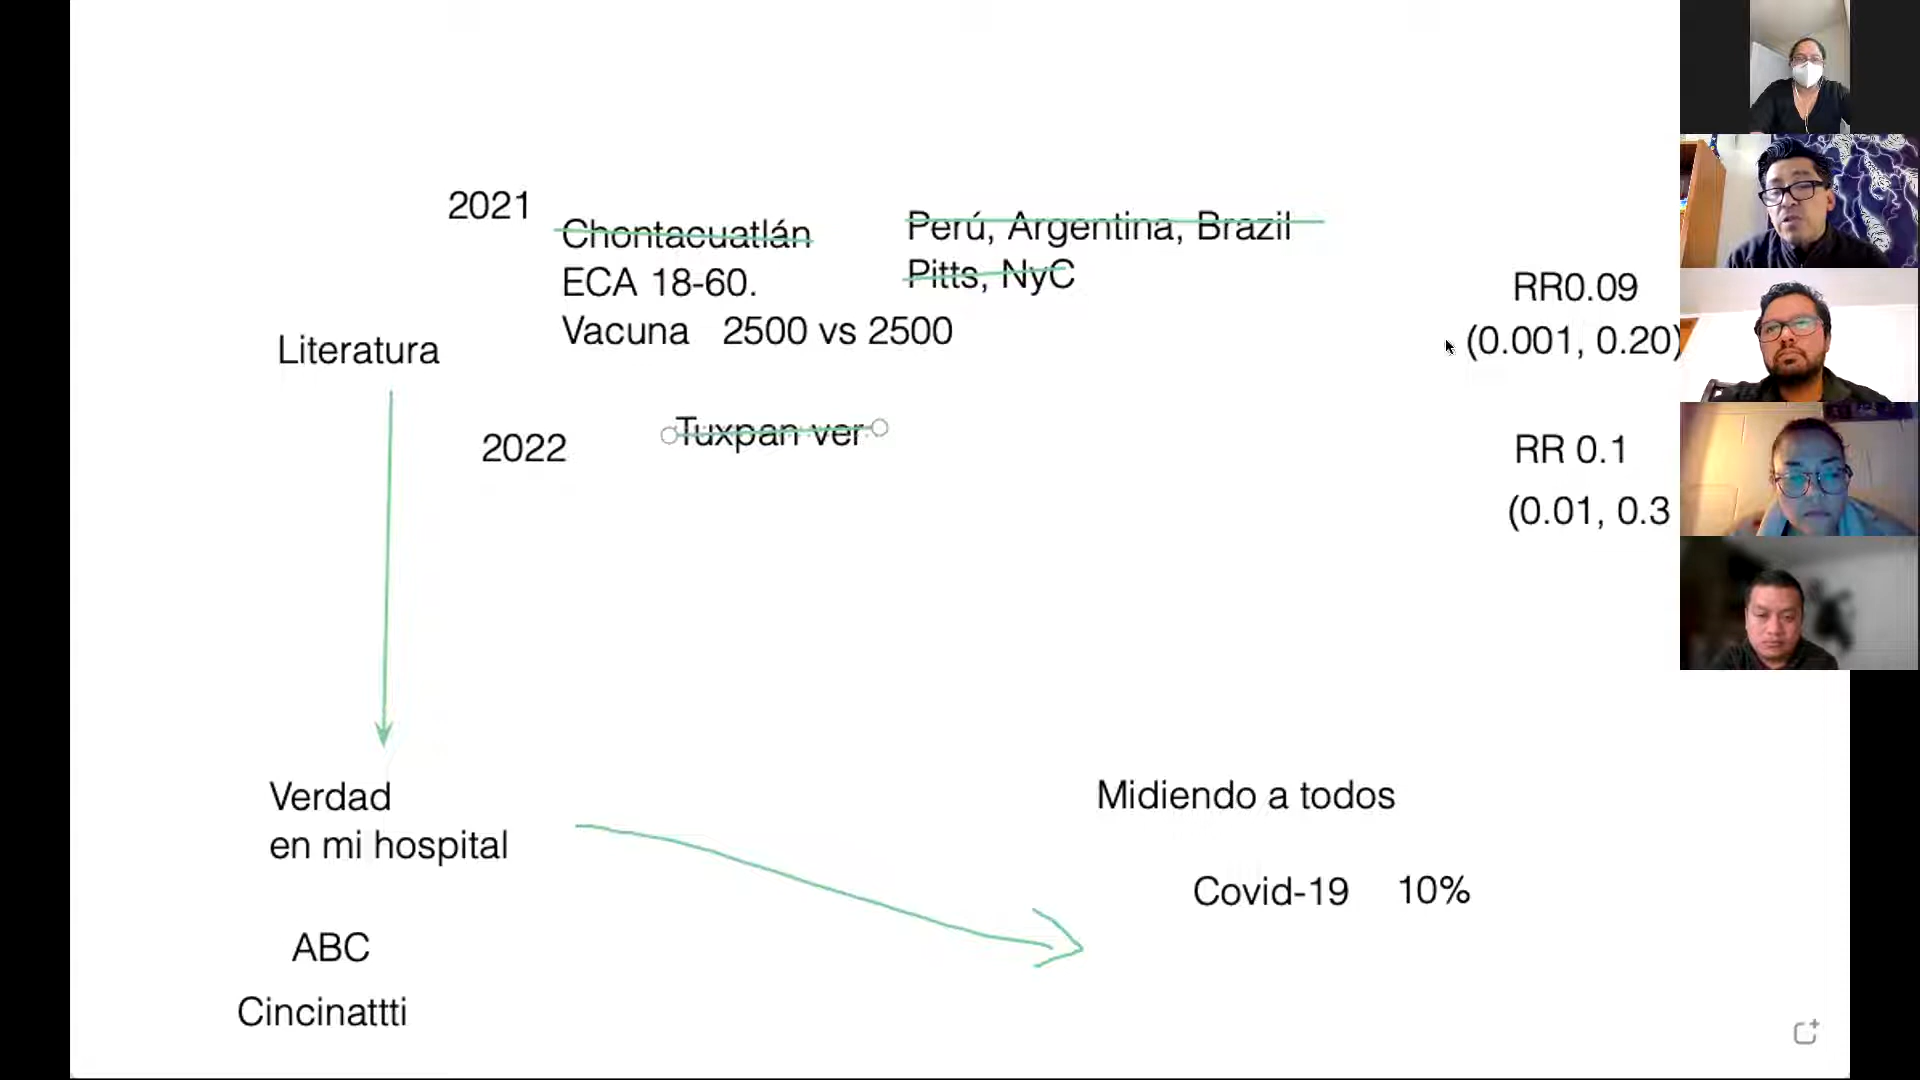 2021
Chontacuatlán
ECA 18-60.
Vacuna 2500 vs 2500
Perú, Argentina, Brazil
Pitts, NyC
RR0.09
(0.001, 0.20)
Literatura
2022
Tuxpan ver.
RR 0.1
(0.01, 0.3
Verdad
en mi hospital
ABC
Cincinattti
Midiendo a todos
Covid-19 10%